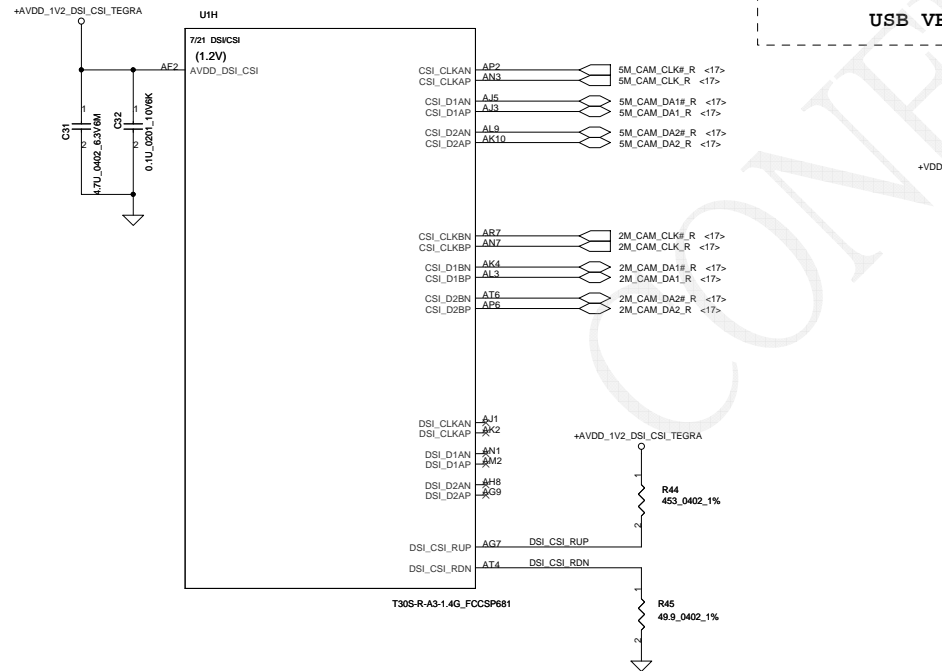 +AVDD_1V2_DSI_CSI_TEGRA
U1H
USB VB
7/21 DSI/CSI
(1.2V)
AF2 AVDD_DSI_CSI
1 1
C31 C32
4.7U_0402_6.3V6M
0.1U_0201_10V6K
2 2
CSI_CLKAN AP2 5M_CAM_CLK#_R <17>
CSI_CLKAP AN3 5M_CAM_CLK_R <17>
CSI_D1AN AJ5 5M_CAM_DA1#_R <17>
CSI_D1AP AJ3 5M_CAM_DA1_R <17>
CSI_D2AN AL9 5M_CAM_DA2#_R <17>
CSI_D2AP AK10 5M_CAM_DA2_R <17>
+VDD
CSI_CLKBN AR7 2M_CAM_CLK#_R <17>
CSI_CLKBP AN7 2M_CAM_CLK_R <17>
CSI_D1BN AK4 2M_CAM_DA1#_R <17>
CSI_D1BP AL3 2M_CAM_DA1_R <17>
CSI_D2BN AT6 2M_CAM_DA2#_R <17>
CSI_D2BP AP6 2M_CAM_DA2_R <17>
DSI_CLKAN AJ1
DSI_CLKAP AK2
DSI_D1AN AN1
DSI_D1AP AM2
DSI_D2AN AH8
DSI_D2AP AG9
+AVDD_1V2_DSI_CSI_TEGRA
1
R44
453_0402_1%
2
DSI_CSI_RUP AG7 DSI_CSI_RUP
DSI_CSI_RDN AT4 DSI_CSI_RDN
1
R45
49.9_0402_1%
2
T30S-R-A3-1.4G_FCCSP681
CON